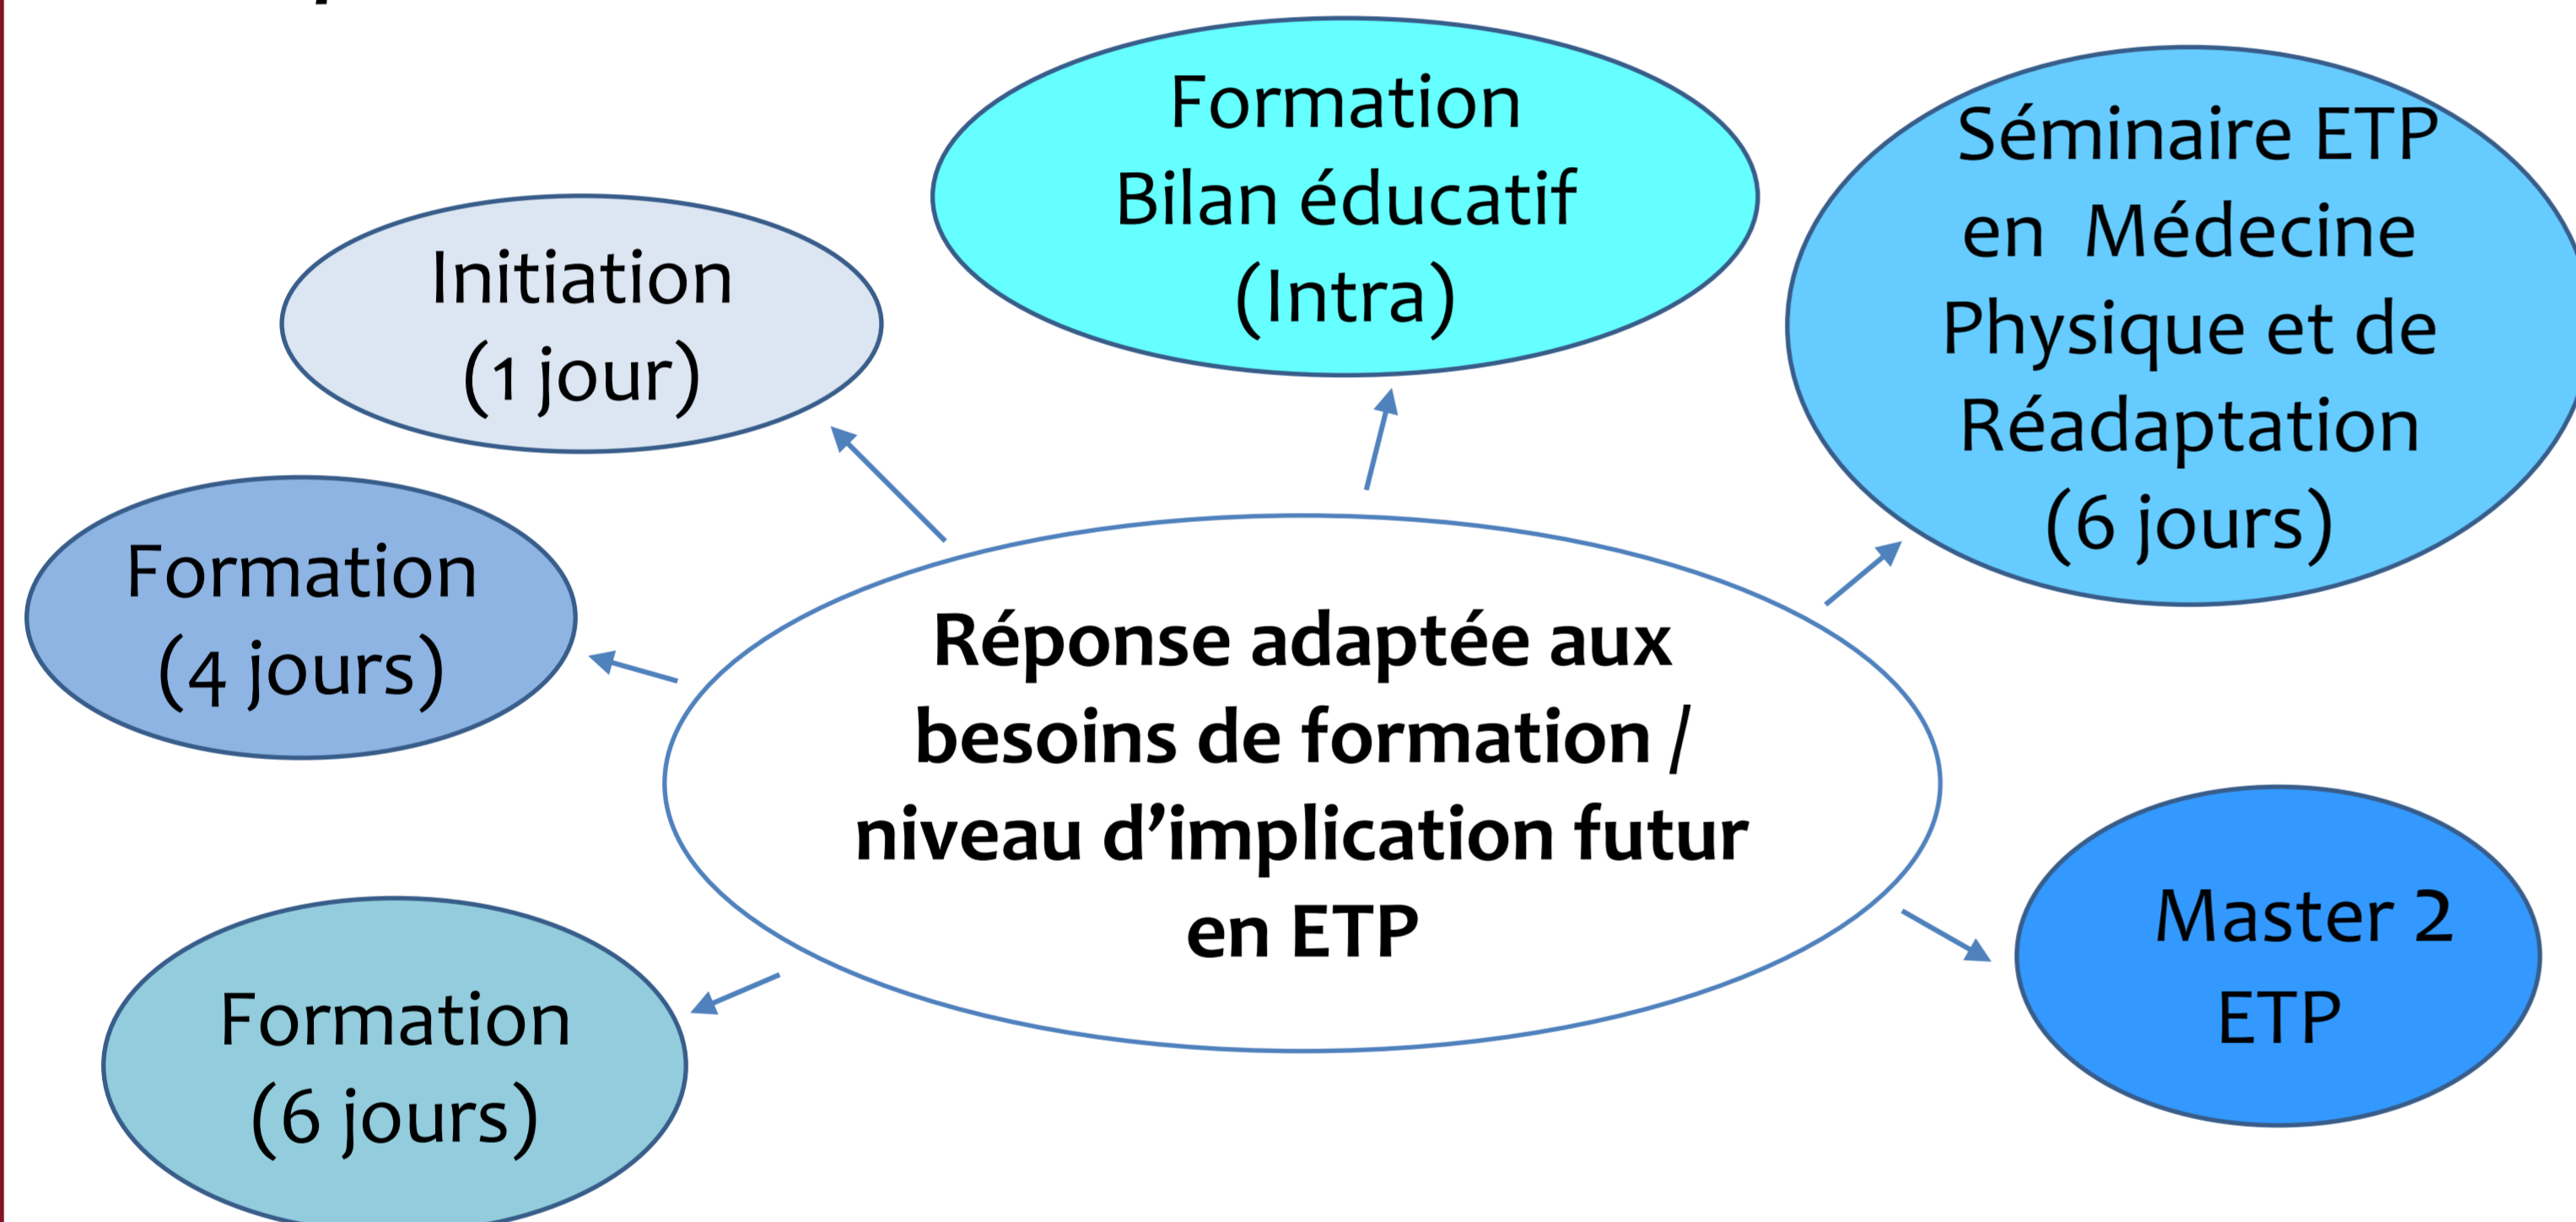 Formation
Bilan éducatif
(Intra)
Séminaire ETP
en Médecine
Physique et de
Réadaptation
(6 jours)
Initiation
(1 jour)
Formation
(4 jours)
Réponse adaptée aux
besoins de formation /
niveau d’implication futur
en ETP
Master 2
ETP
Formation
(6 jours)